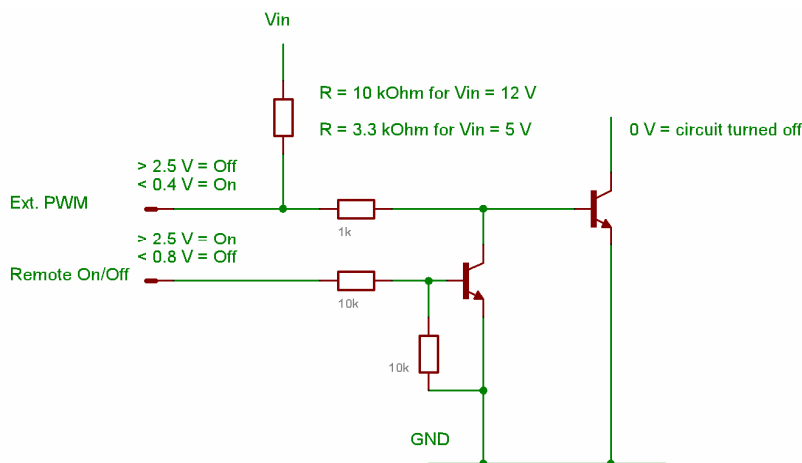 Vin
R = 10 kOhm for Vin = 12 V
R = 3.3 kOhm for Vin = 5 V
0 V = circuit turned off
> 2.5 V = Off
< 0.4 V = On
Ext. PWM
1k
> 2.5 V = On
< 0.8 V = Off
Remote On/Off
10k
10k
GND